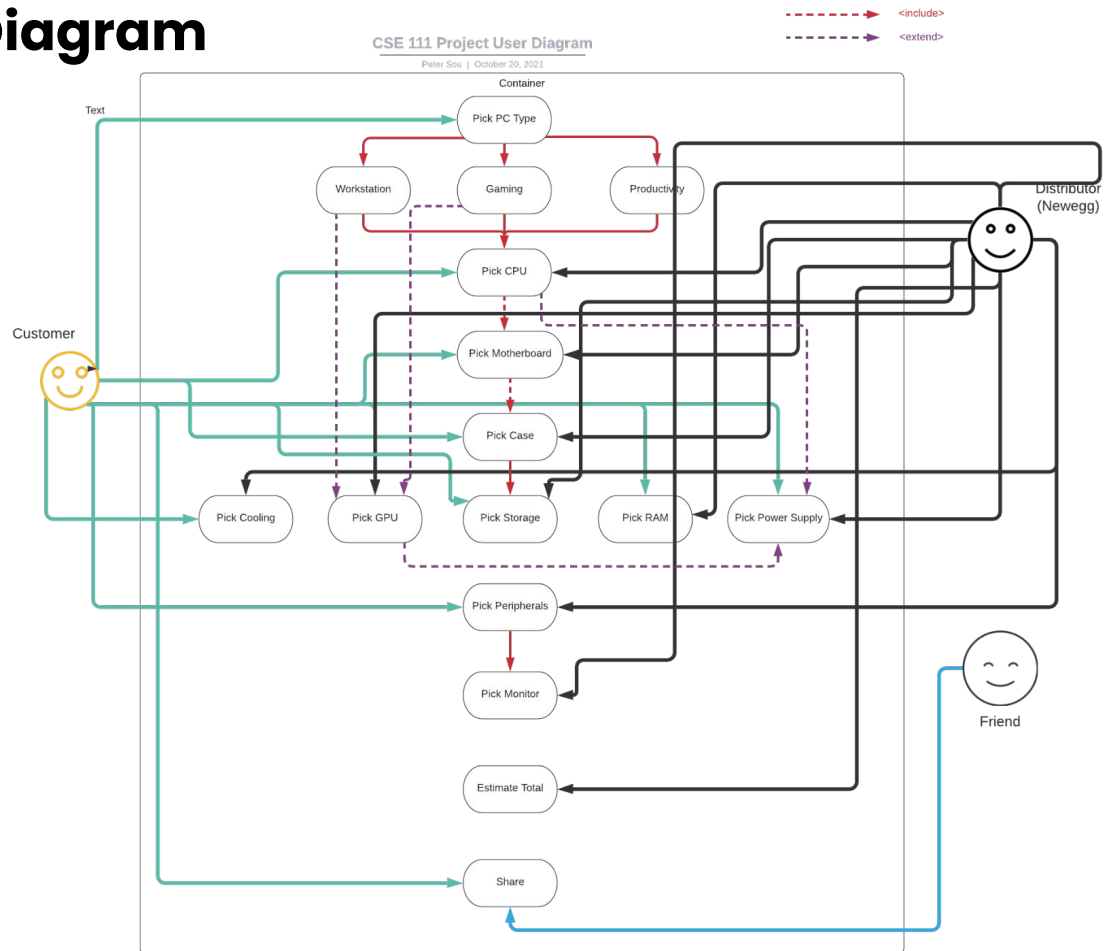 Diagram
<include>
<extend>
CSE 111 Project User Diagram
Peter Sou | October 20, 2021
Container
Text
Pick PC Type
Workstation
Gaming
Productivity
Distributor
(Newegg)
Pick CPU
Customer
Pick Motherboard
Pick Case
Pick Cooling
Pick GPU
Pick Storage
Pick RAM
Pick Power Supply
Pick Peripherals
Pick Monitor
Friend
Estimate Total
Share